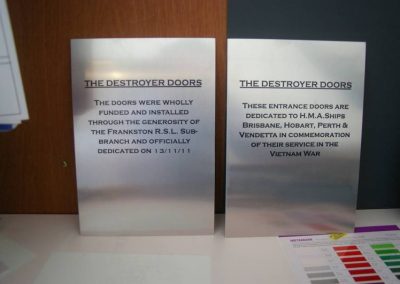 THE DESTROYER DOORS
THE DOORS WERE WHOLLY
FUNDED AND INSTALLED
THROUGH THE GENEROSITY OF
THE FRANKSTON R.S.L. SUB-
BRANCH AND OFFICIALLY
DEDICATED ON 13/11/11
THE DESTROYER DOORS
THESE ENTRANCE DOORS ARE
DEDICATED TO H.M.A.SHIPS
BRISBANE, HOBART, PERTH &
VENDETTA IN COMMEMORATION
OF THEIR SERVICE IN THE
VIETNAM WAR